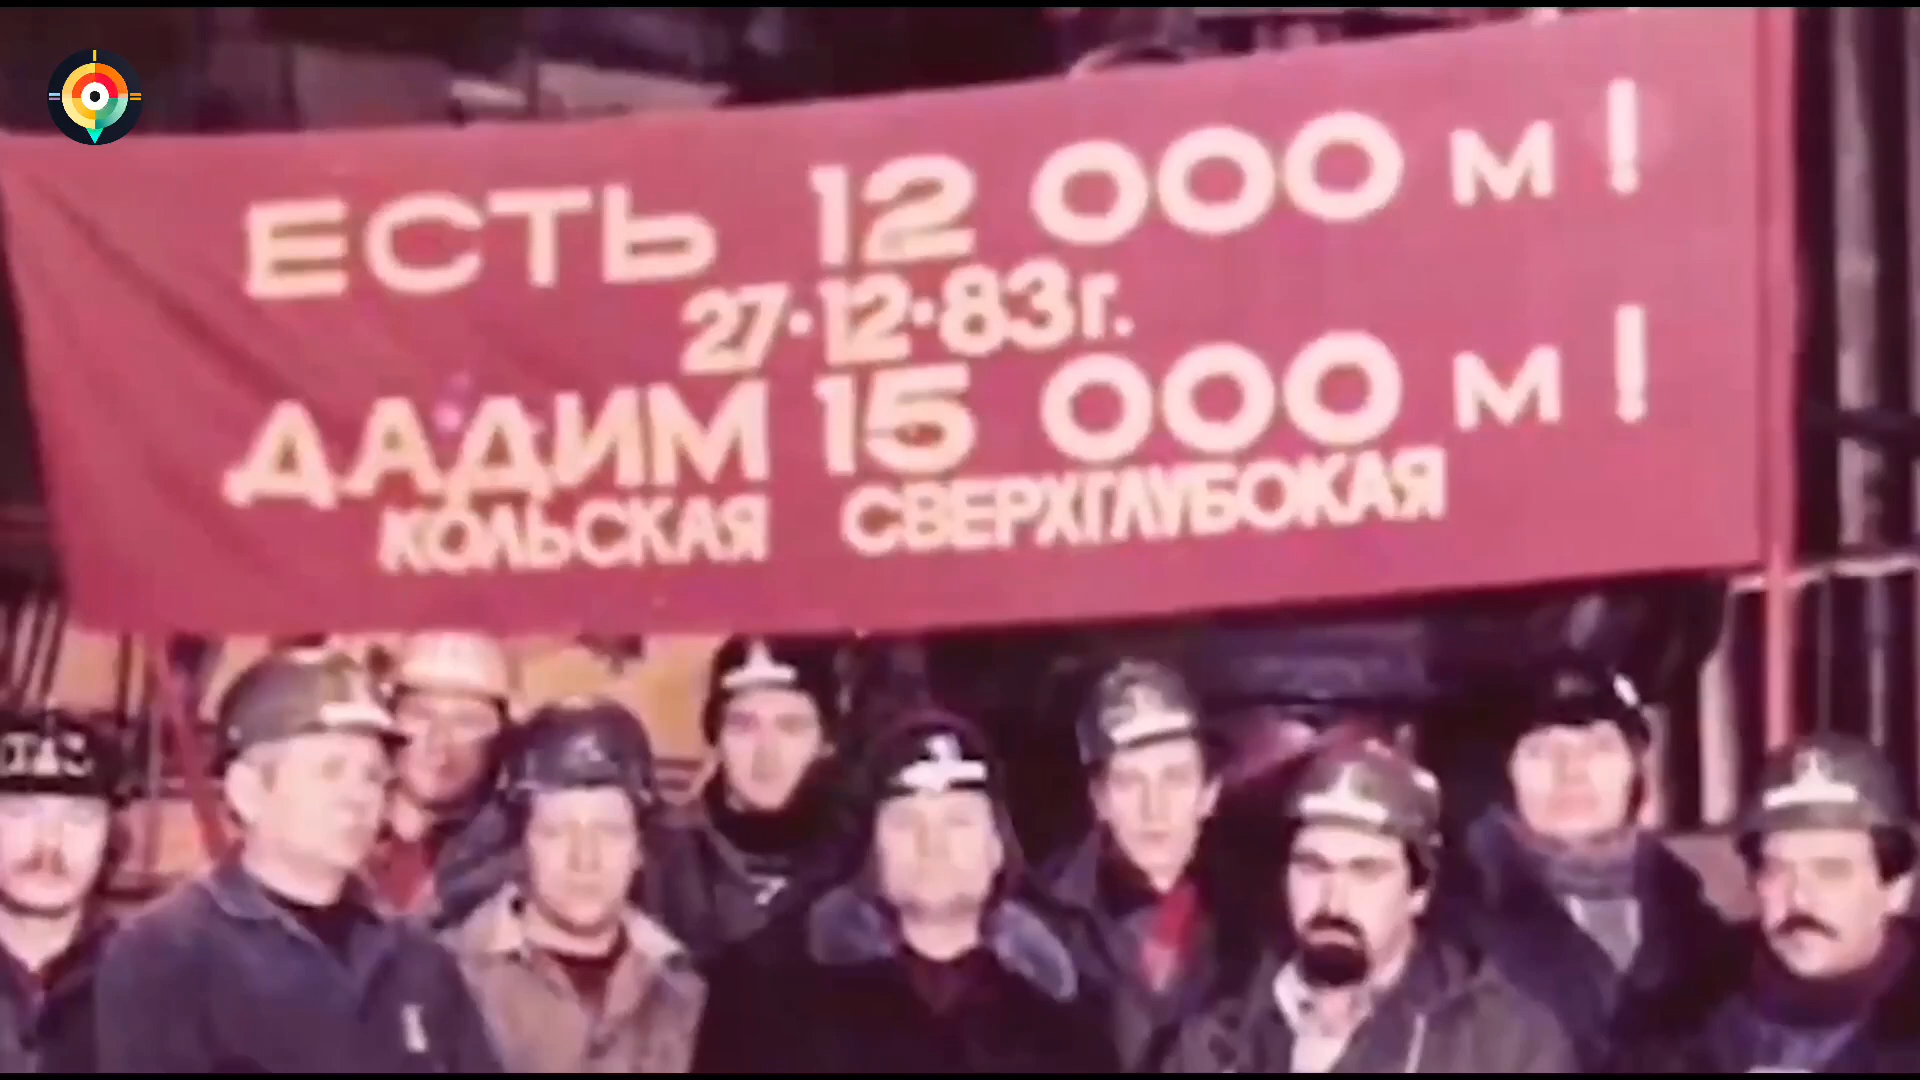 ЕСТЬ 12 000 м!
27·12·83г.
ДАДИМ 15 000 м!
КОЛЬСКАЯ СВЕРХГЛУБОКАЯ